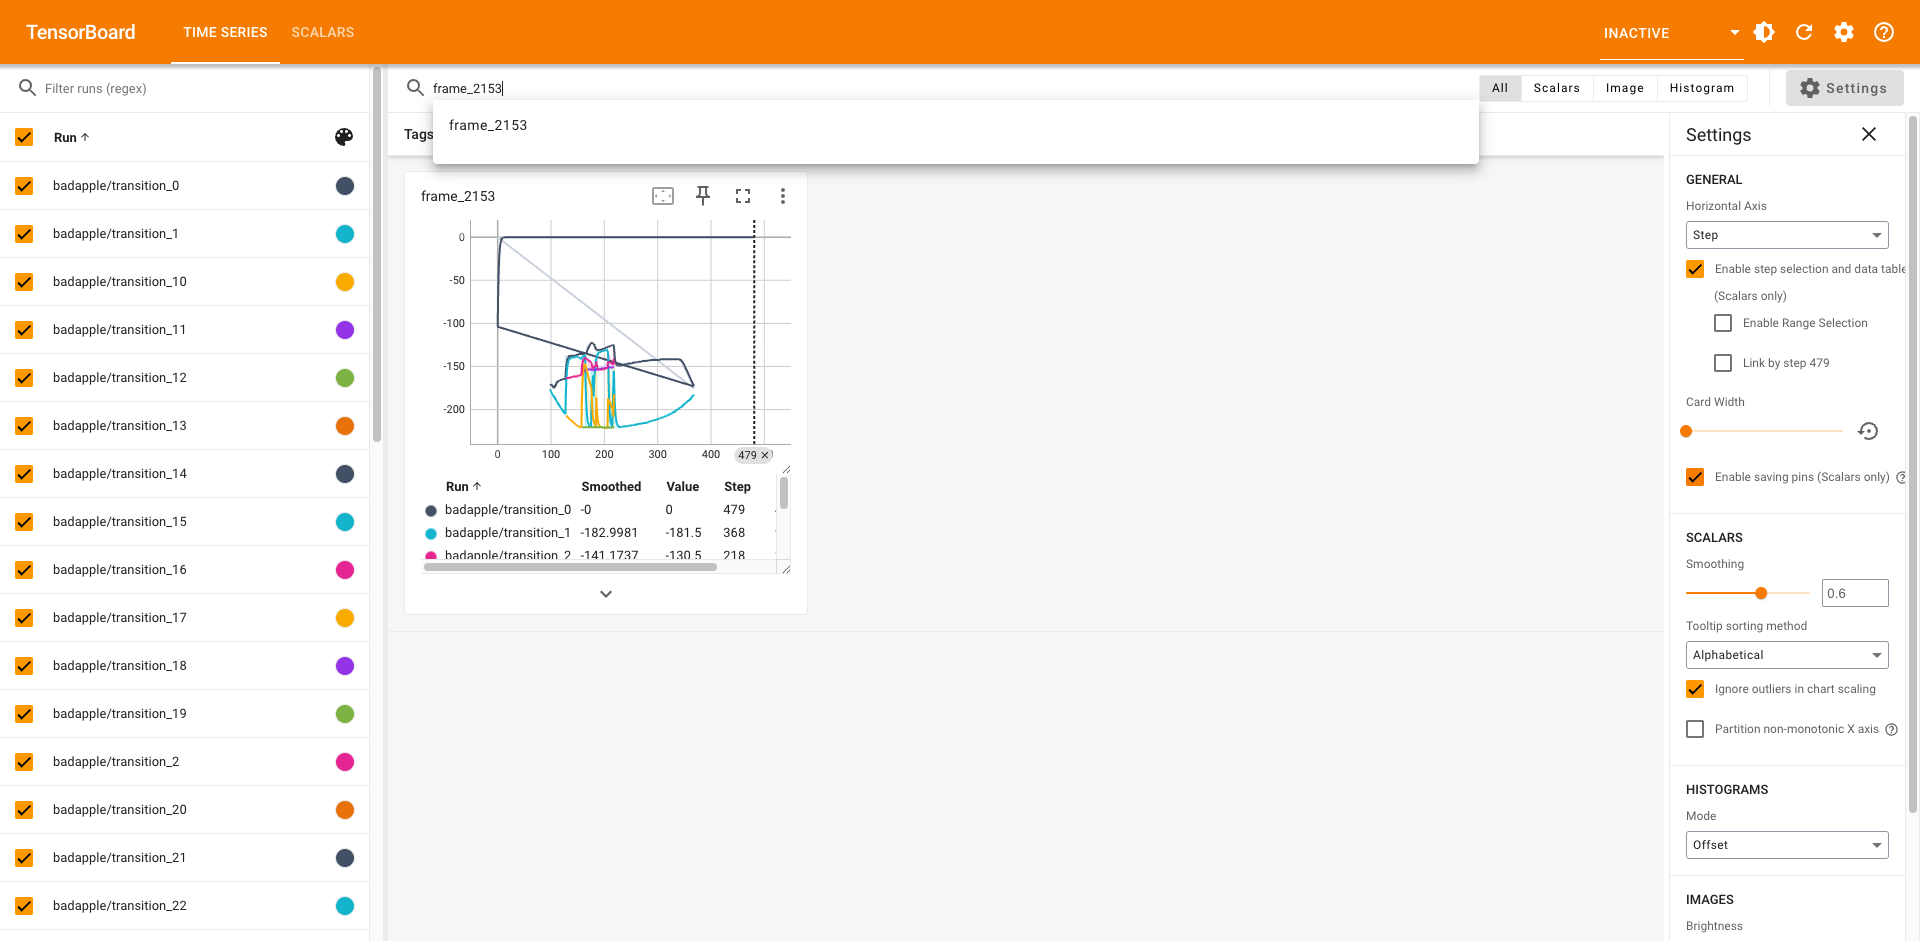 TensorBoard
TIME SERIES
SCALARS
INACTIVE
Filter runs (regex)
frame_2153
All
Scalars
Image
Histogram
Settings
frame_2153
Run
Tags
badapple/transition_0
badapple/transition_1
badapple/transition_10
badapple/transition_11
badapple/transition_12
badapple/transition_13
badapple/transition_14
badapple/transition_15
badapple/transition_16
badapple/transition_17
badapple/transition_18
badapple/transition_19
badapple/transition_2
badapple/transition_20
badapple/transition_21
badapple/transition_22
frame_2153
0
-50
-100
-150
-200
0 100 200 300 400 479
Run Smoothed Value Step
badapple/transition_0 -0 0 479
badapple/transition_1 -182.9981 -181.5 368
badapple/transition_2 -141.1737 -130.5 218
Settings
GENERAL
Horizontal Axis
Step
Enable step selection and data table
(Scalars only)
Enable Range Selection
Link by step 479
Card Width
Enable saving pins (Scalars only)
SCALARS
Smoothing
0.6
Tooltip sorting method
Alphabetical
Ignore outliers in chart scaling
Partition non-monotonic X axis
HISTOGRAMS
Mode
Offset
IMAGES
Brightness